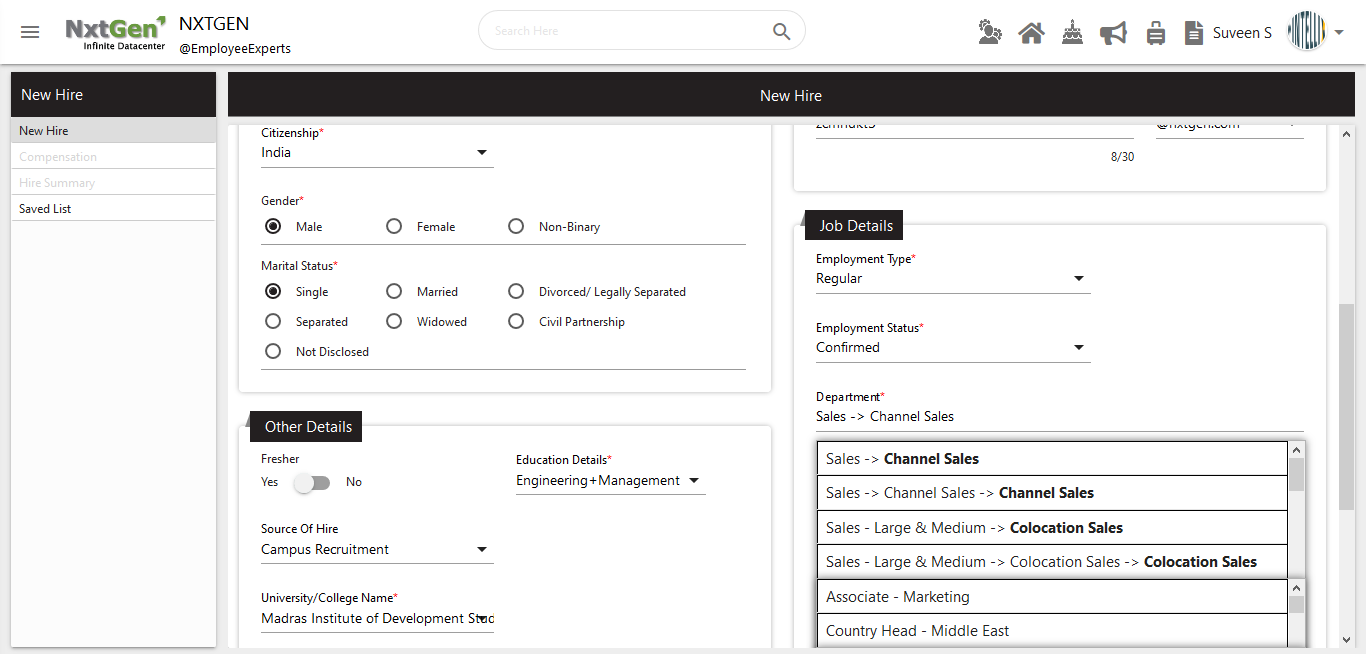 NxtGen
Infinite Datacenter
NXTGEN
@EmployeeExperts
Search Here
Suveen S
New Hire
New Hire
Compensation
Hire Summary
Saved List
New Hire
Citizenship*
India
Gender*
Male Female Non-Binary
Marital Status*
Single Married Divorced/ Legally Separated
Separated Widowed Civil Partnership
Not Disclosed
Other Details
Fresher
Yes No
Education Details*
Engineering+Management
Source Of Hire
Campus Recruitment
University/College Name*
Madras Institute of Development Stud
@nxtgen.com
8/30
Job Details
Employment Type*
Regular
Employment Status*
Confirmed
Department*
Sales -> Channel Sales
Sales -> Channel Sales
Sales -> Channel Sales -> Channel Sales
Sales - Large & Medium -> Colocation Sales
Sales - Large & Medium -> Colocation Sales -> Colocation Sales
Associate - Marketing
Country Head - Middle East